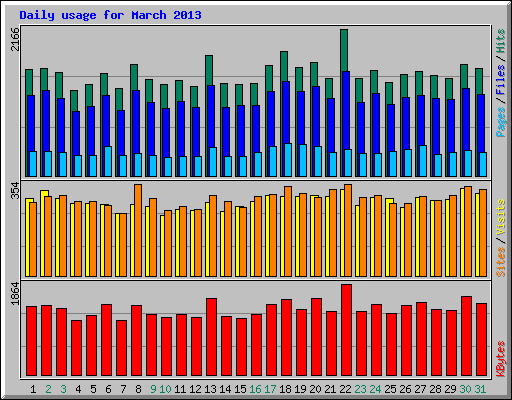 Daily usage for March 2013
2166
Pages / Files / Hits
354
Sites / Visits
1864
KBytes
1 2 3 4 5 6 7 8 9 10 11 12 13 14 15 16 17 18 19 20 21 22 23 24 25 26 27 28 29 30 31